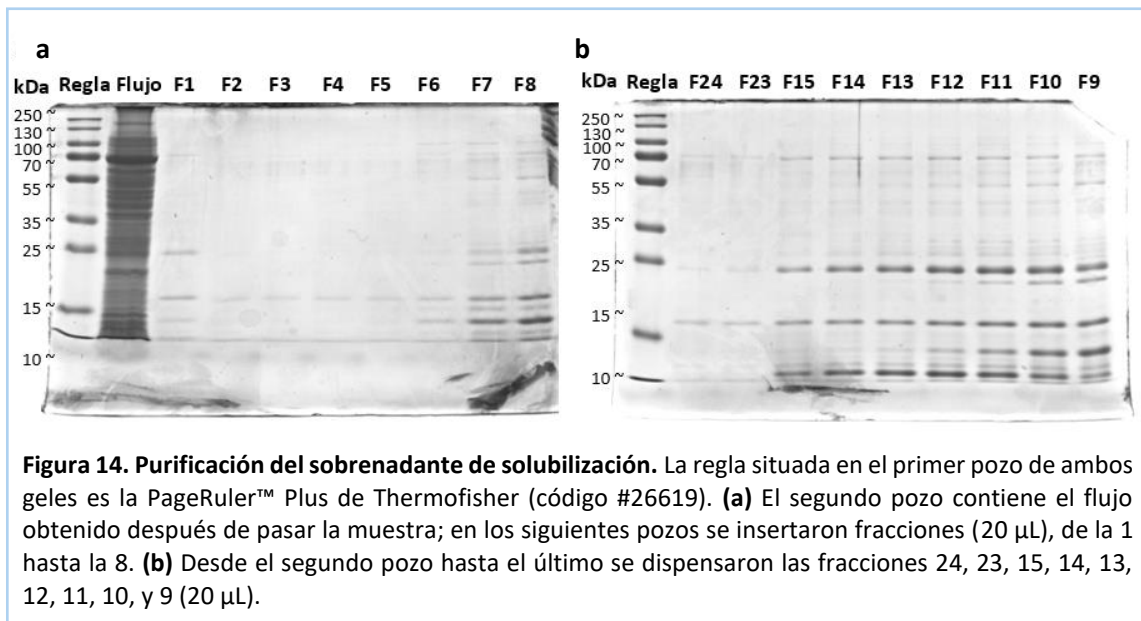 a
kDa Regla Flujo F1 F2 F3 F4 F5 F6 F7 F8
250 ~
130 ~
100 ~
70 ~
55 ~
35 ~
25 ~
15 ~
10 ~
b
kDa Regla F24 F23 F15 F14 F13 F12 F11 F10 F9
250 ~
130 ~
100 ~
70 ~
55 ~
35 ~
25 ~
15 ~
10 ~
Figura 14. Purificación del sobrenadante de solubilización. La regla situada en el primer pozo de ambos
geles es la PageRuler™ Plus de Thermofisher (código #26619). (a) El segundo pozo contiene el flujo
obtenido después de pasar la muestra; en los siguientes pozos se insertaron fracciones (20 µL), de la 1
hasta la 8. (b) Desde el segundo pozo hasta el último se dispensaron las fracciones 24, 23, 15, 14, 13,
12, 11, 10, y 9 (20 µL).